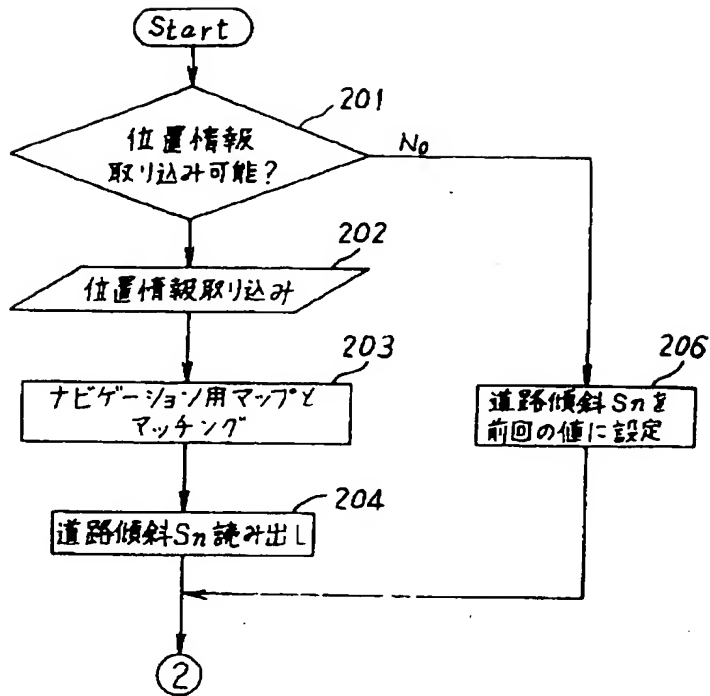 Start
201
位置情報
取り込み可能?
No
202
位置情報取り込み
203
ナビゲーション用マップと
マッチング
206
道路傾斜Snを
前回の値に設定
204
道路傾斜Sn読み出し
2